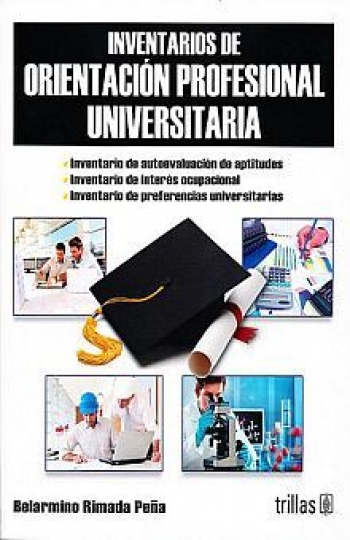 INVENTARIOS DE
ORIENTACIÓN PROFESIONAL
UNIVERSITARIA
Inventario de autoevaluación de aptitudes
Inventario de interés ocupacional
Inventario de preferencias universitarias
Belarmino Rimada Peña
trillas